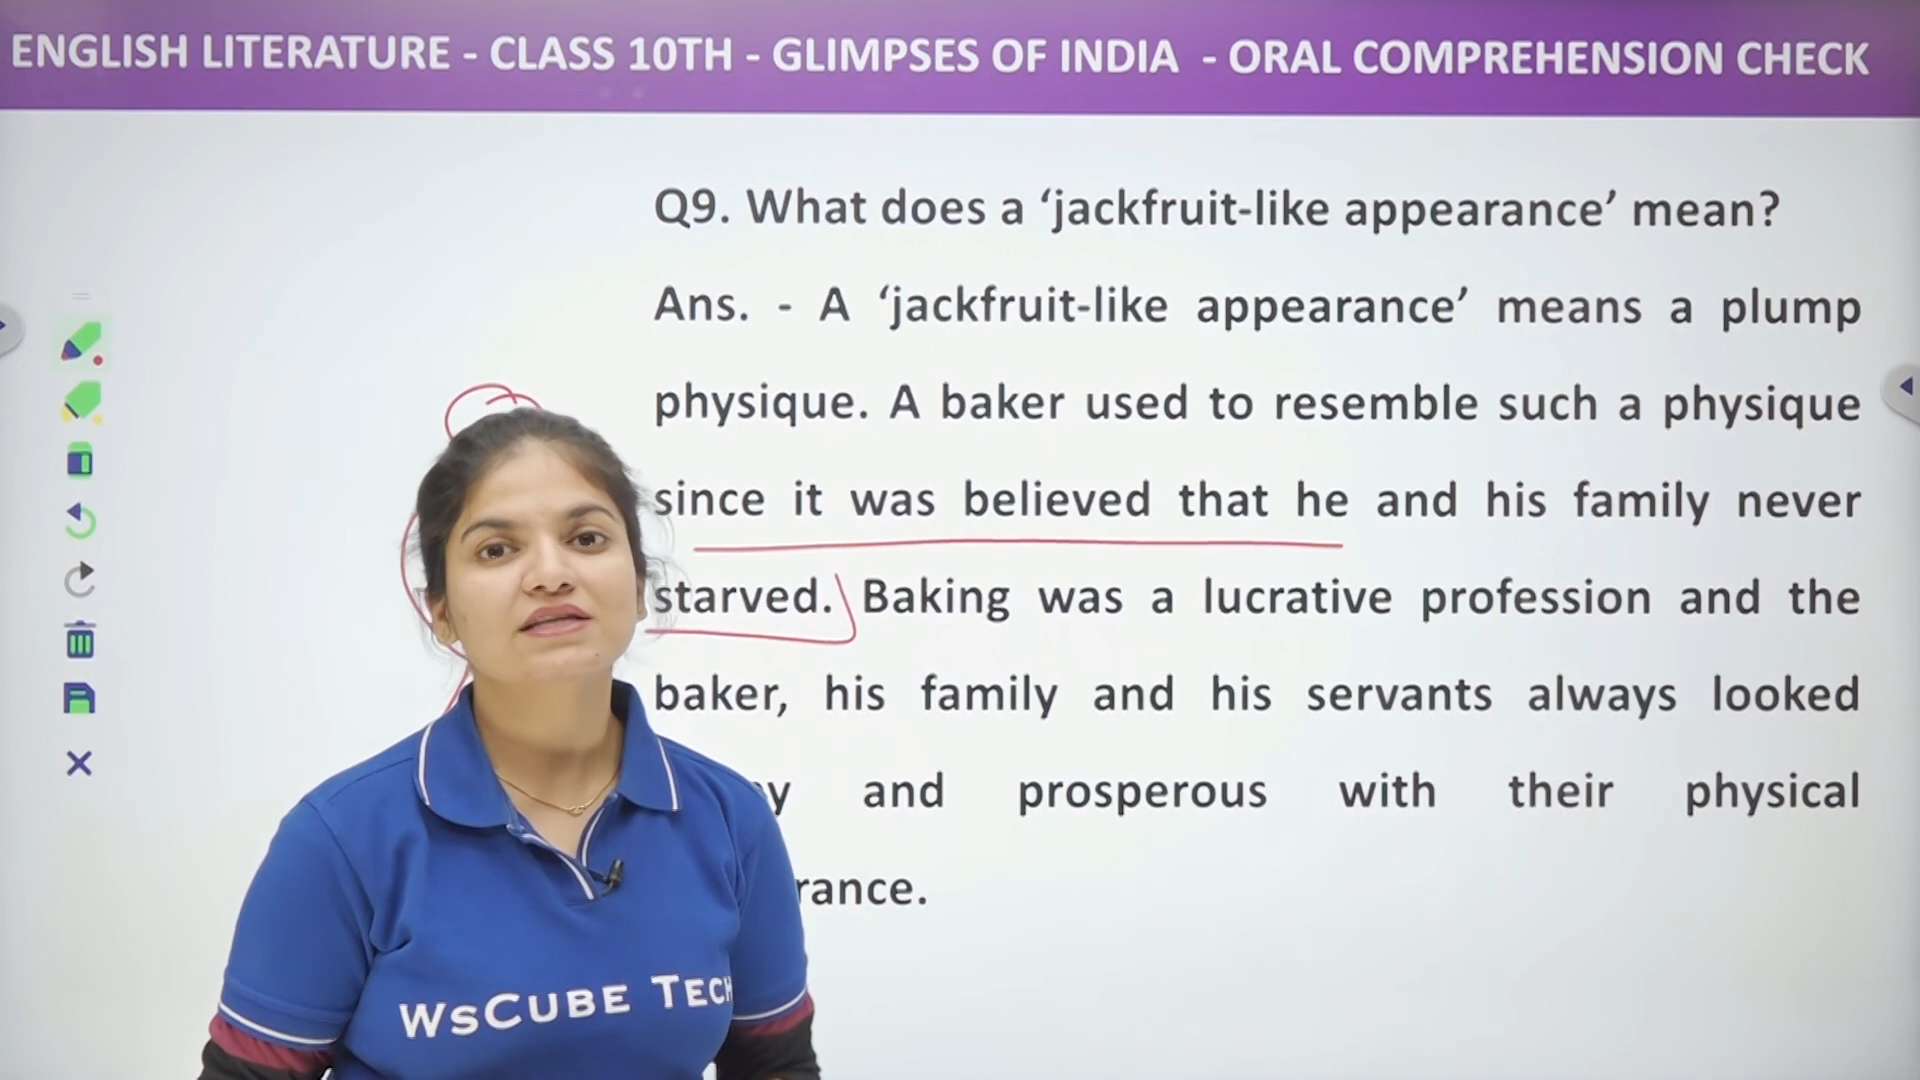 ENGLISH LITERATURE - CLASS 10TH - GLIMPSES OF INDIA - ORAL COMPREHENSION CHECK
Q9. What does a ‘jackfruit-like appearance’ mean?
Ans. - A ‘jackfruit-like appearance’ means a plump
physique. A baker used to resemble such a physique
since it was believed that he and his family never
starved. Baking was a lucrative profession and the
baker, his family and his servants always looked
and prosperous with their physical
WsCube Tech